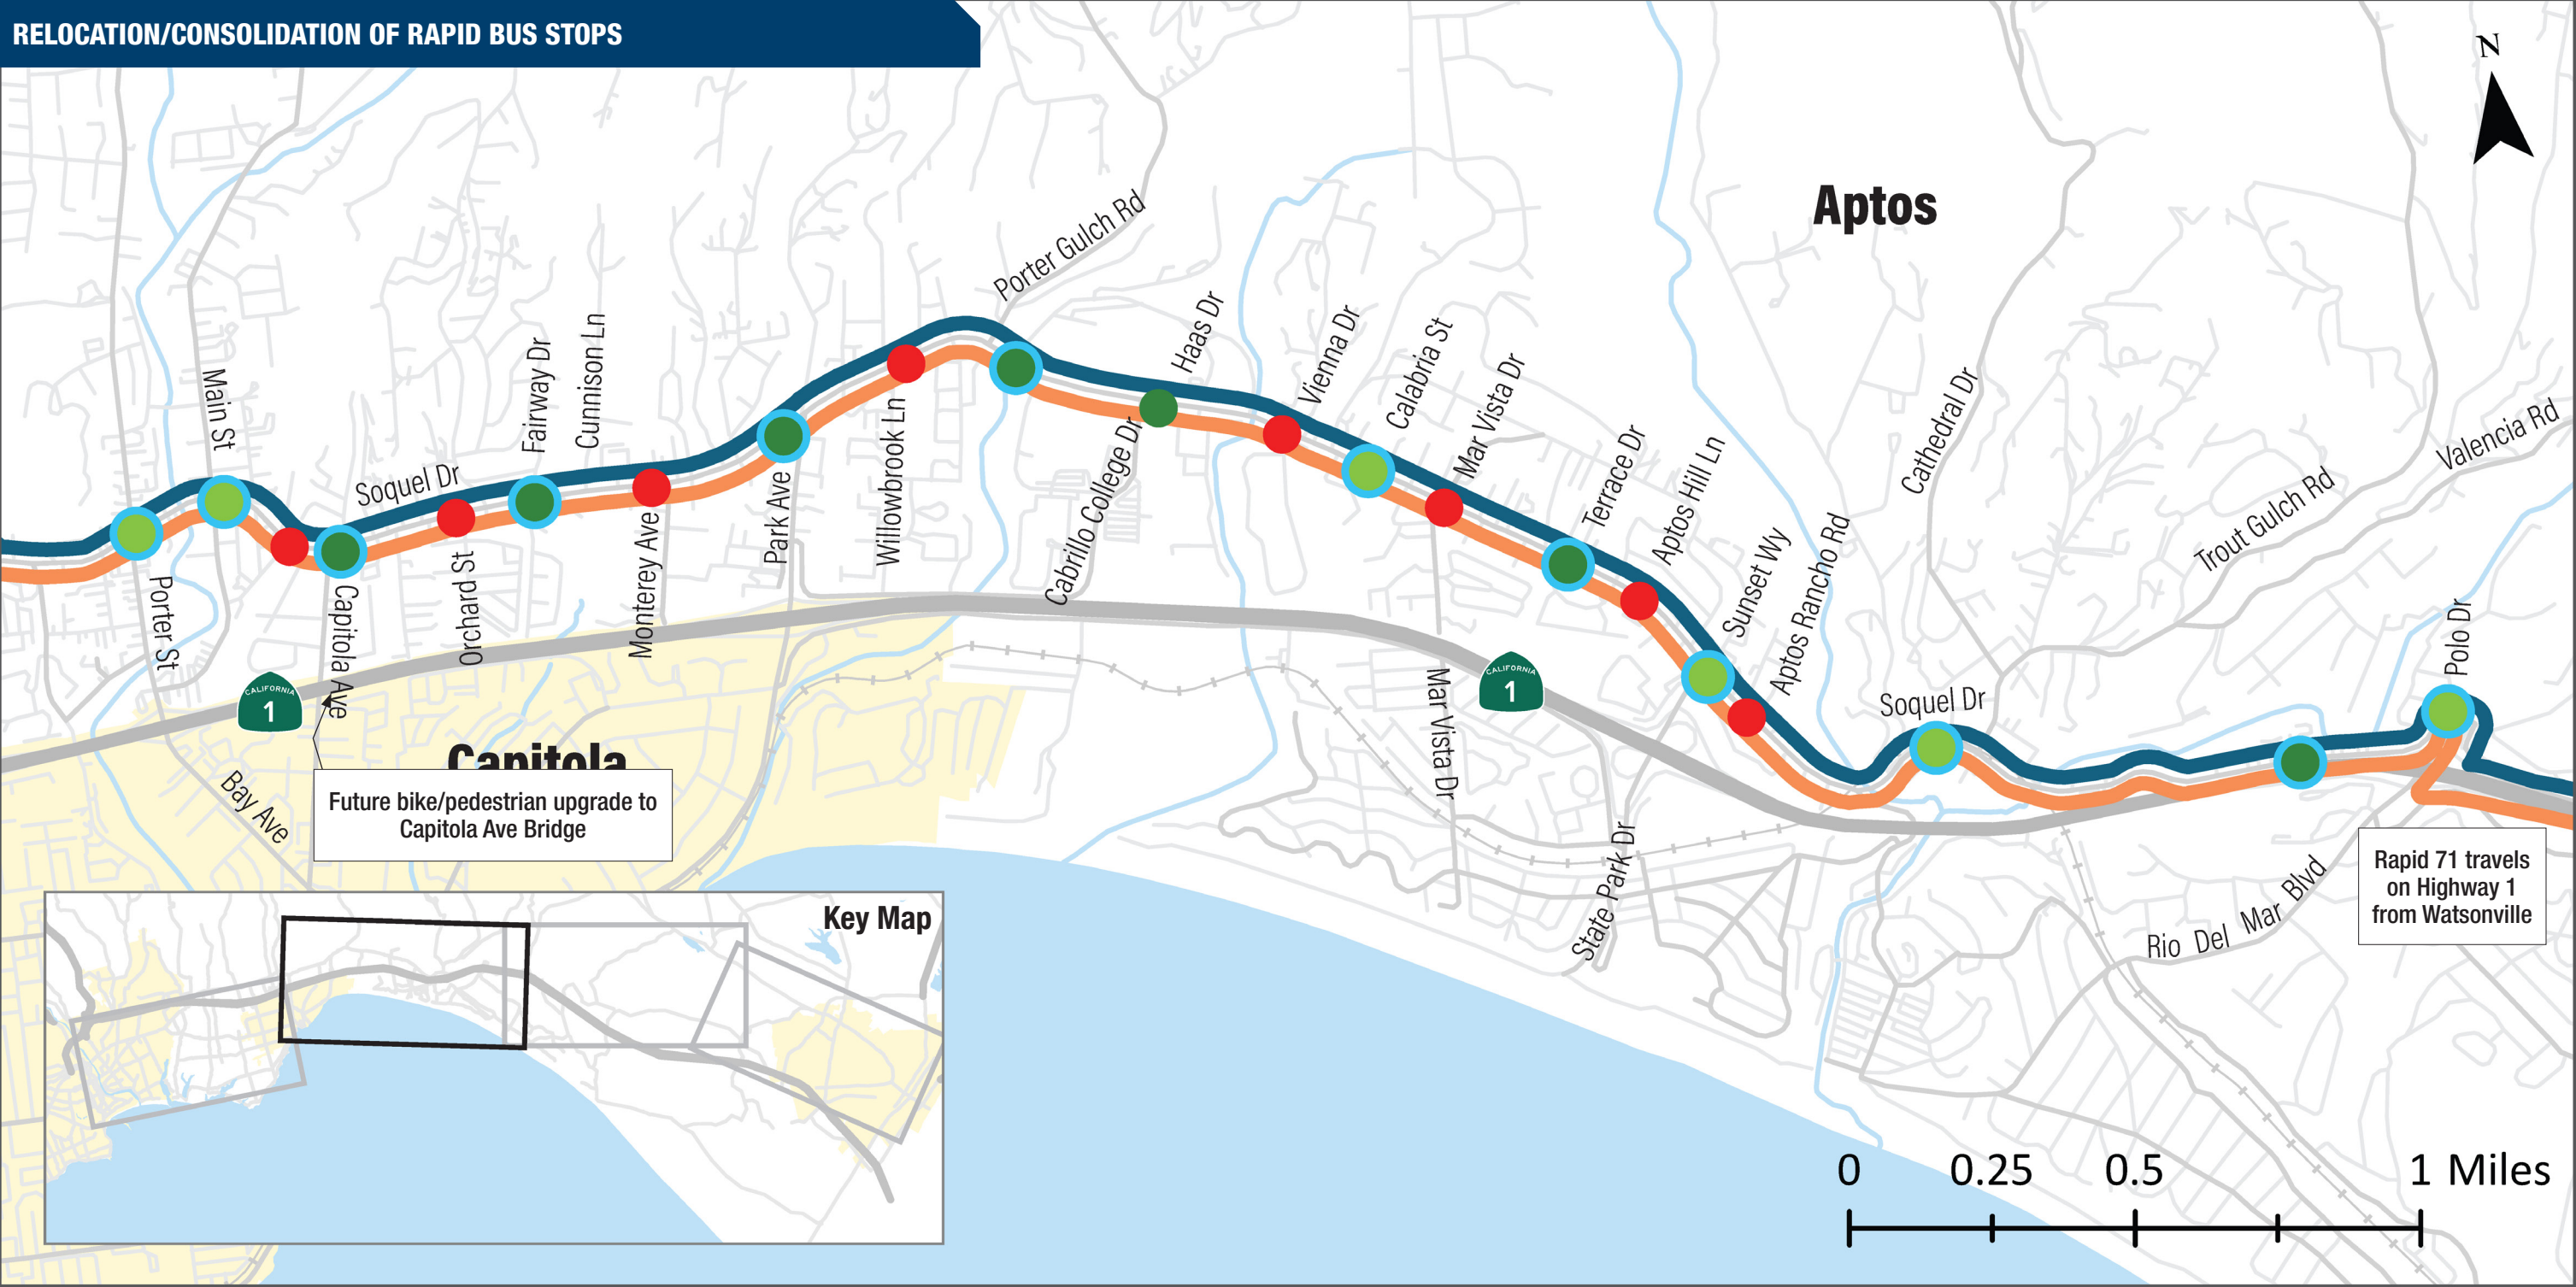 RELOCATION/CONSOLIDATION OF RAPID BUS STOPS
N
Aptos
Porter Gulch Rd
Haas Dr
Vienna Dr
Calabria St
Mar Vista Dr
Cathedral Dr
Valencia Rd
Trout Gulch Rd
Main St
Soquel Dr
Fairway Dr
Cunnison Ln
Park Ave
Willowbrook Ln
Cabrillo College Dr
Terrace Dr
Aptos Hill Ln
Sunset Wy
Aptos Rancho Rd
Porter St
Capitola Ave
Orchard St
Monterey Ave
Polo Dr
Soquel Dr
CALIFORNIA
1
CALIFORNIA
1
Mar Vista Dr
Capitola
Bay Ave
Future bike/pedestrian upgrade to
Capitola Ave Bridge
State Park Dr
Rio Del Mar Blvd
Rapid 71 travels
on Highway 1
from Watsonville
Key Map
0 0.25 0.5 1 Miles